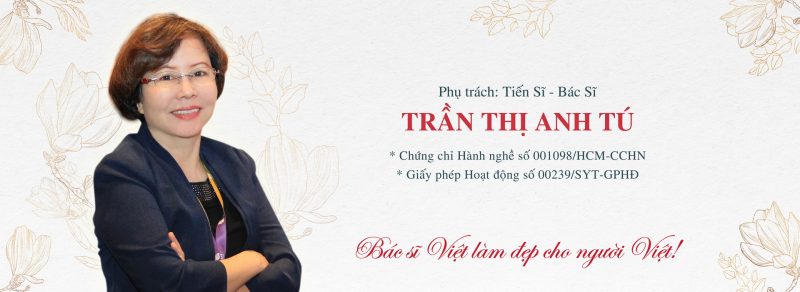 Phụ trách: Tiến Sĩ - Bác Sĩ
TRẦN THỊ ANH TÚ
* Chứng chỉ Hành nghề số 001098/HCM-CCHN
* Giấy phép Hoạt động số 00239/SYT-GPHĐ
Bác sĩ Việt làm đẹp cho người Việt!